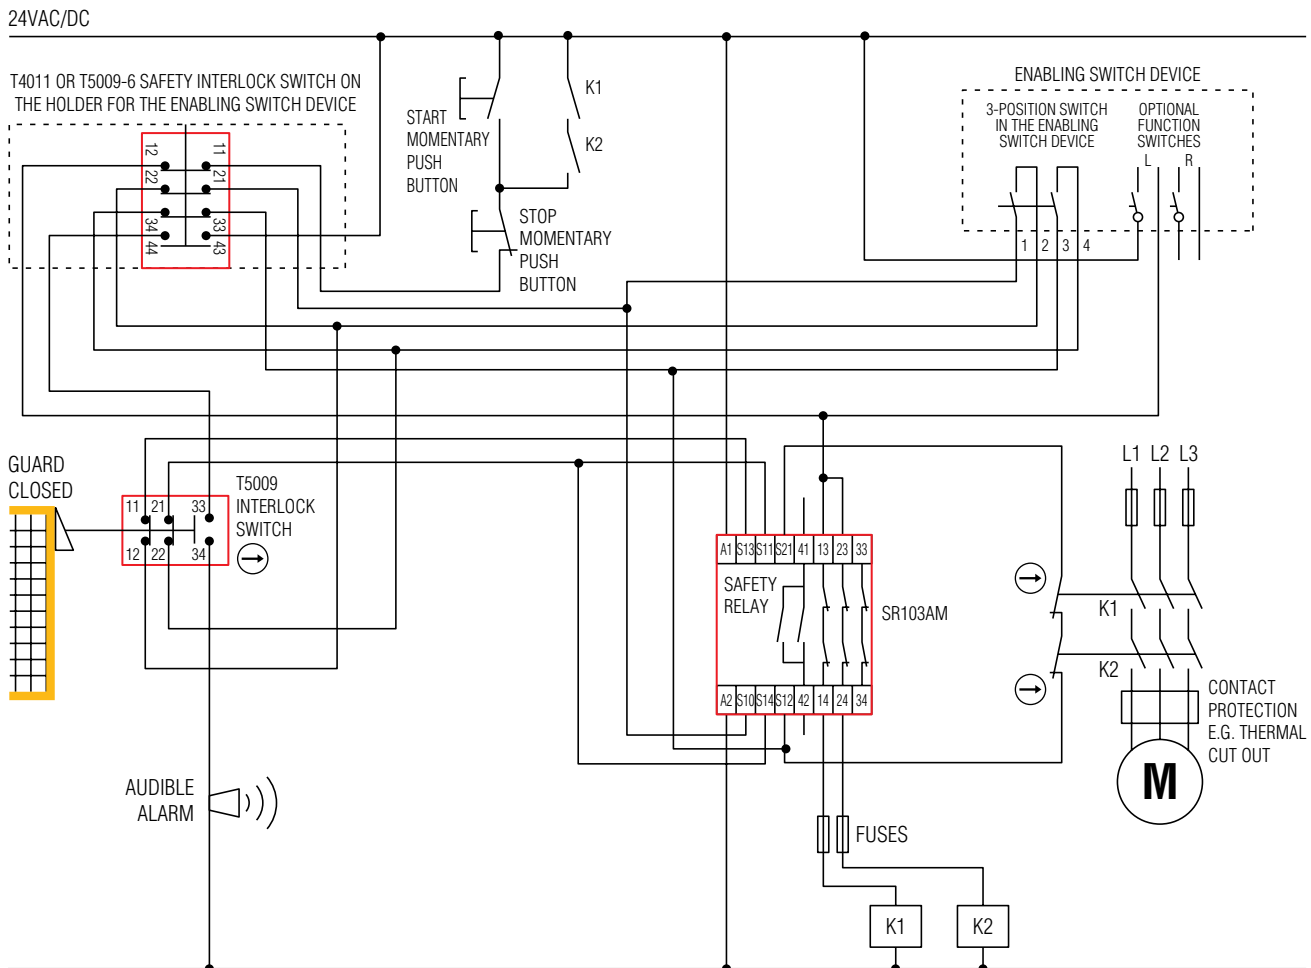 24VAC/DC
T4011 OR T5009-6 SAFETY INTERLOCK SWITCH ON
THE HOLDER FOR THE ENABLING SWITCH DEVICE
12
11
22
21
34
33
44
43
START
MOMENTARY
PUSH
BUTTON
K1
K2
STOP
MOMENTARY
PUSH
BUTTON
ENABLING SWITCH DEVICE
3-POSITION SWITCH
IN THE ENABLING
SWITCH DEVICE
OPTIONAL
FUNCTION
SWITCHES
L R
1 2 3 4
GUARD
CLOSED
11 21 33
12 22 34
T5009
INTERLOCK
SWITCH
A1 S13 S11 S21 41 13 23 33
SAFETY
RELAY
SR103AM
A2 S10 S14 S12 42 14 24 34
L1 L2 L3
K1
K2
CONTACT
PROTECTION
E.G. THERMAL
CUT OUT
M
AUDIBLE
ALARM
FUSES
K1
K2